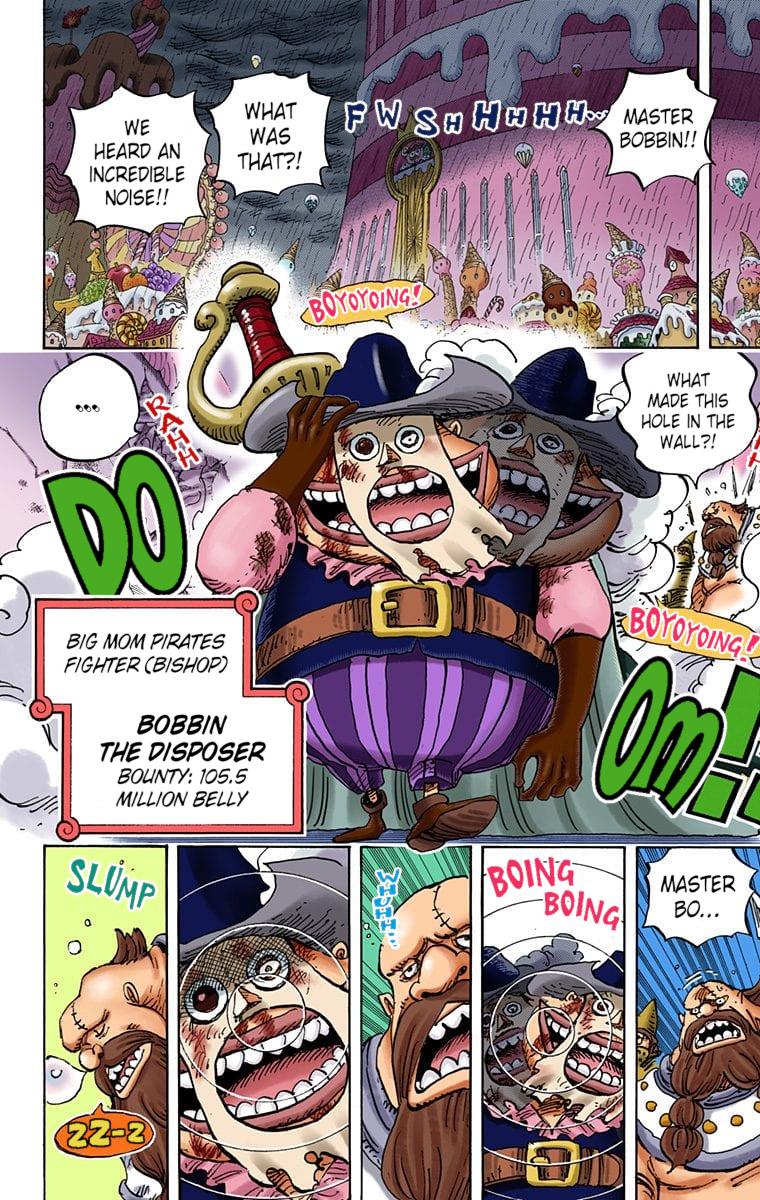 MASTER
BOBBIN!!
FWSHHHHH...
WHAT
WAS
THAT?!
WE
HEARD AN
INCREDIBLE
NOISE!!
WHAT
MADE THIS
HOLE IN THE
WALL?!
BOYOYOING!
BOYOYOING!
...
RAHH
DO
OM!!
BIG MOM PIRATES
FIGHTER (BISHOP)
BOBBIN
THE DISPOSER
BOUNTY: 105.5
MILLION BELLY
MASTER
BO...
BOING
BOING
WHUH...
SLUMP
ZZ-Z